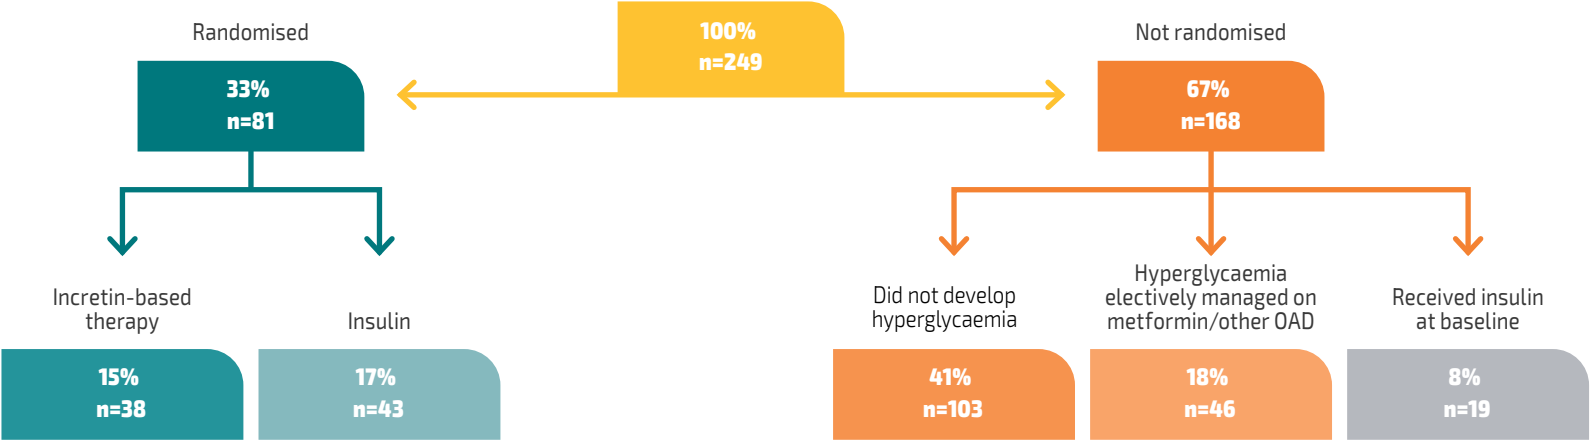 100%
n=249
Randomised
33%
n=81
Not randomised
67%
n=168
Incretin-based
therapy
15%
n=38
Insulin
17%
n=43
Did not develop
hyperglycaemia
41%
n=103
Hyperglycaemia
electively managed on
metformin/other OAD
18%
n=46
Received insulin
at baseline
8%
n=19